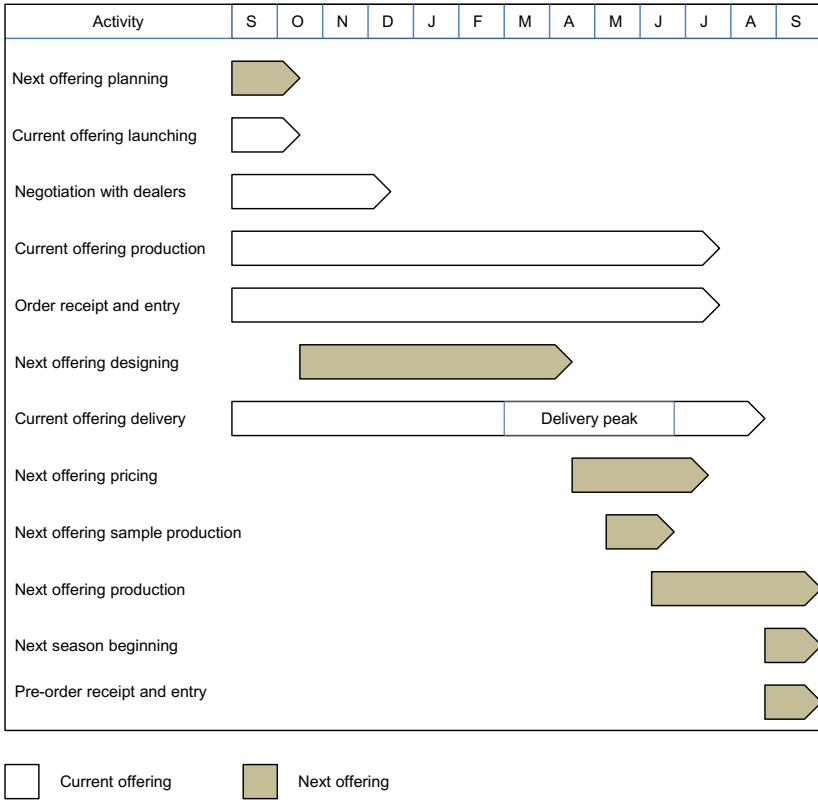 Activity S O N D J F M A M J J A S
Next offering planning
Current offering launching
Negotiation with dealers
Current offering production
Order receipt and entry
Next offering designing
Current offering delivery Delivery peak
Next offering pricing
Next offering sample production
Next offering production
Next season beginning
Pre-order receipt and entry
Current offering Next offering